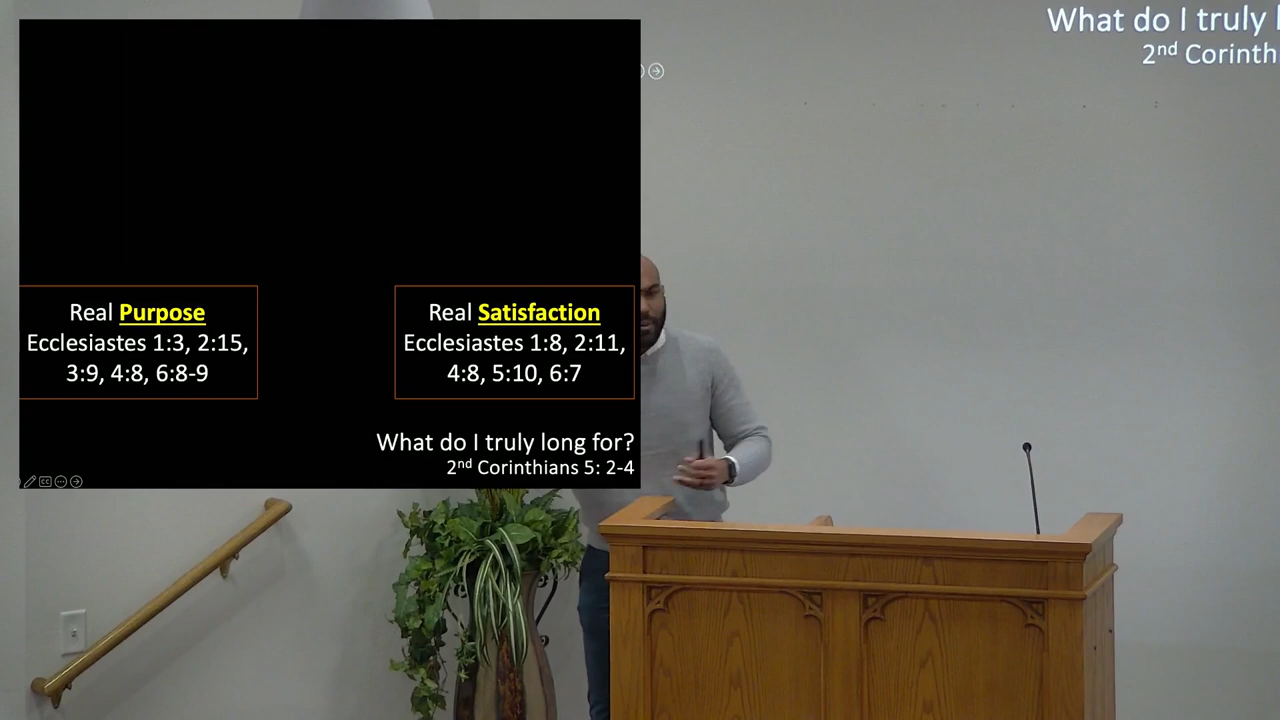 What do I truly
2nd Corinth
Real Purpose
Ecclesiastes 1:3, 2:15,
3:9, 4:8, 6:8-9
Real Satisfaction
Ecclesiastes 1:8, 2:11,
4:8, 5:10, 6:7
What do I truly long for?
2nd Corinthians 5: 2-4